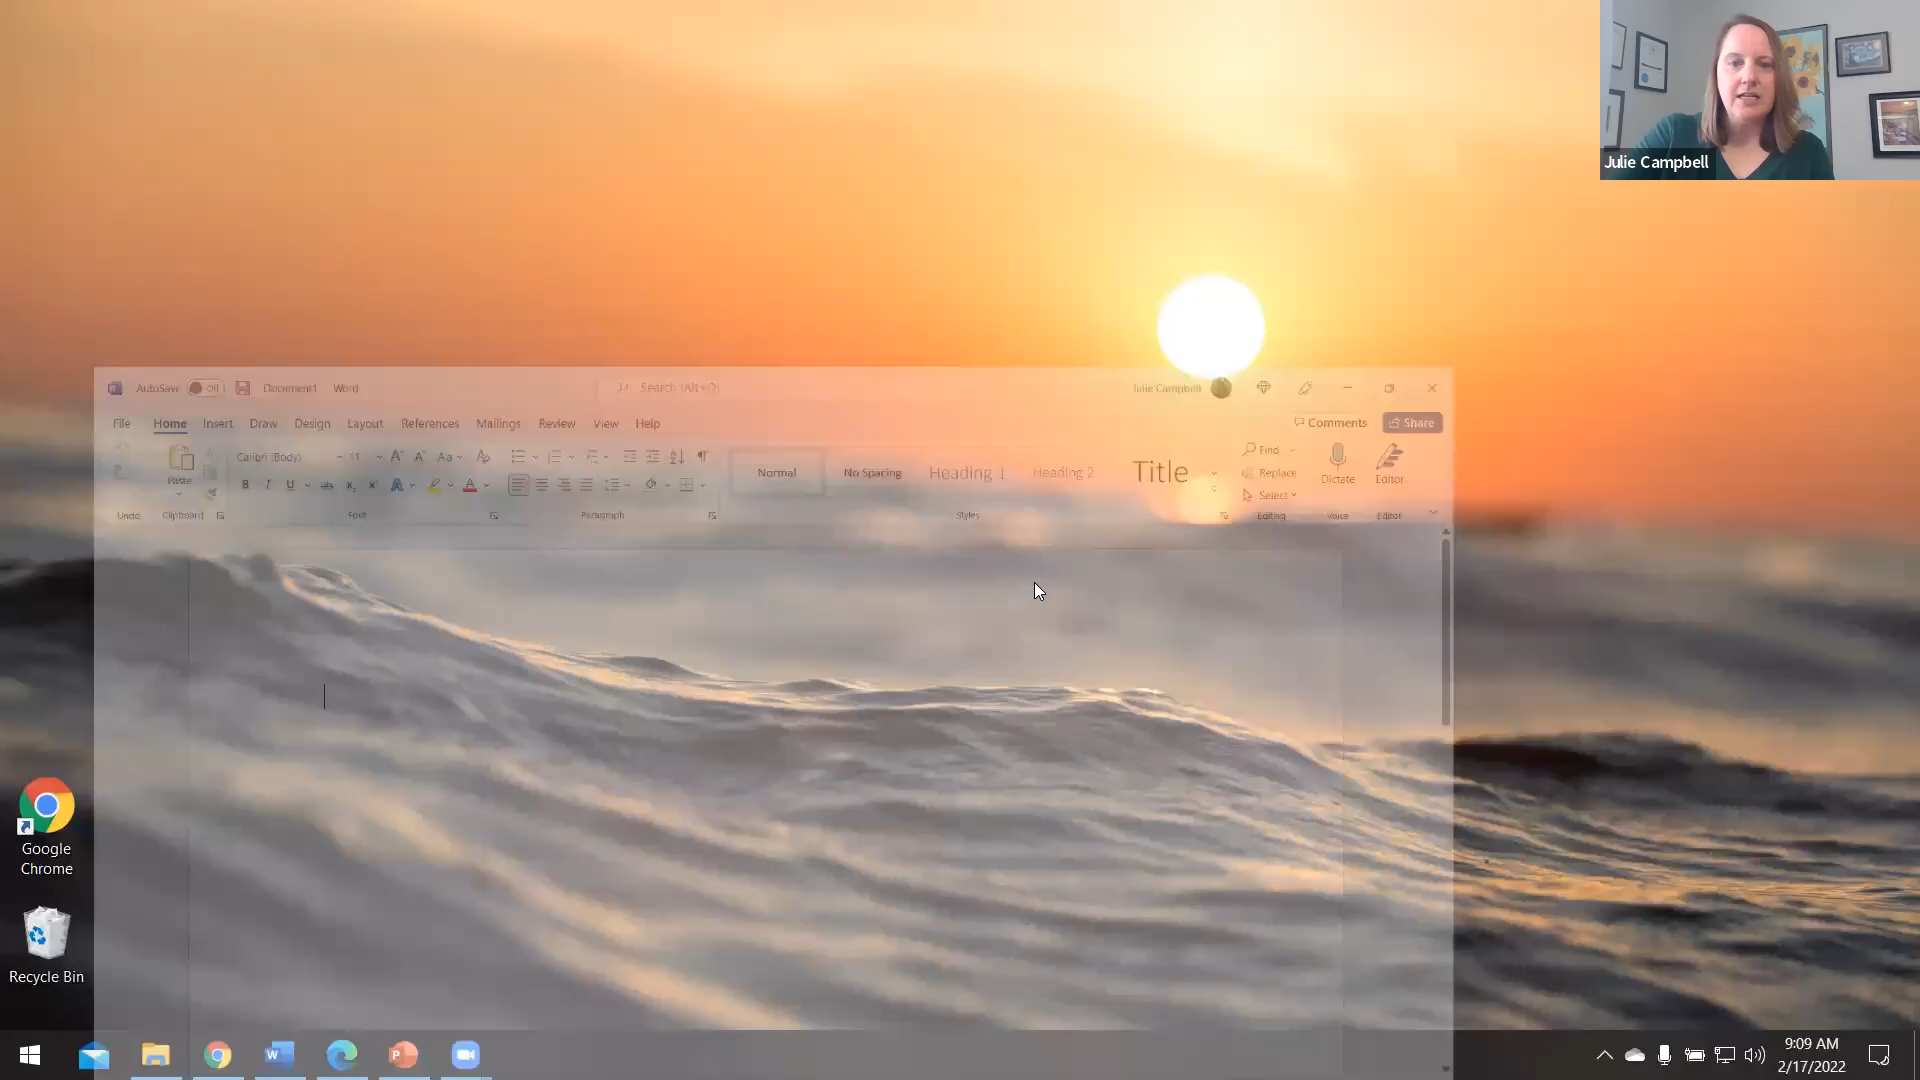 Julie Campbell
AutoSave Off Document1 Word Search (Alt+Q) Julie Campbell
File Home Insert Draw Design Layout References Mailings Review View Help Comments Share
Calibri (Body) 11 Aa
Paste
B I U ab
Normal No Spacing Heading 1 Heading 2 Title
Find
Replace
Select
Dictate Editor
Undo Clipboard Font Paragraph Styles Editing Voice Editor
Google
Chrome
Recycle Bin
9:09 AM
2/17/2022